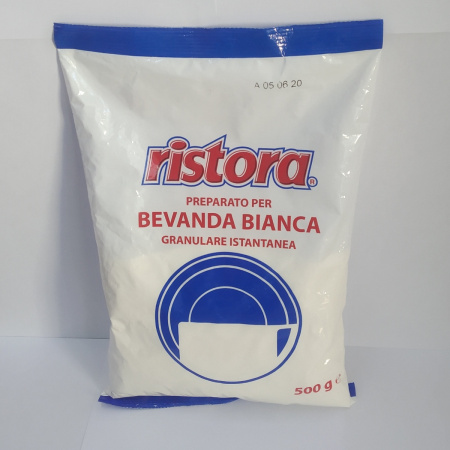 A 05 06 20
ristora®
PREPARATO PER
BEVANDA BIANCA
GRANULARE ISTANTANEA
500 g e